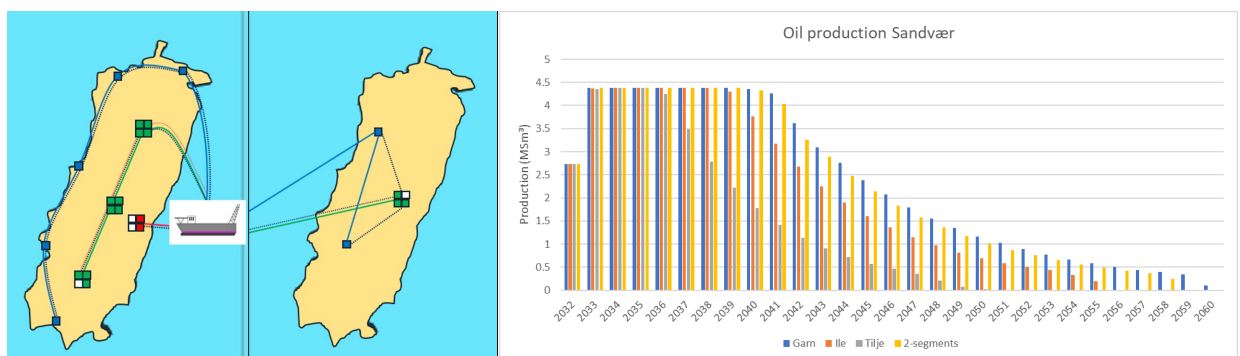 Oil production Sandvær
Production (MSm³)
5
4.5
4
3.5
3
2.5
2
1.5
1
0.5
0
2032 2033 2034 2035 2036 2037 2038 2039 2040 2041 2042 2043 2044 2045 2046 2047 2048 2049 2050 2051 2052 2053 2054 2055 2056 2057 2058 2059 2060
Garn Ile Tilje 2-segments